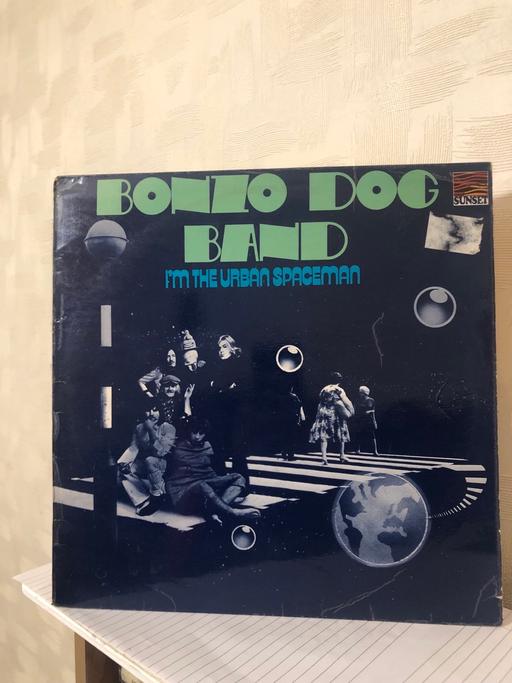 BONZO DOG
BAND
I'M THE URBAN SPACEMAN
SUNSET